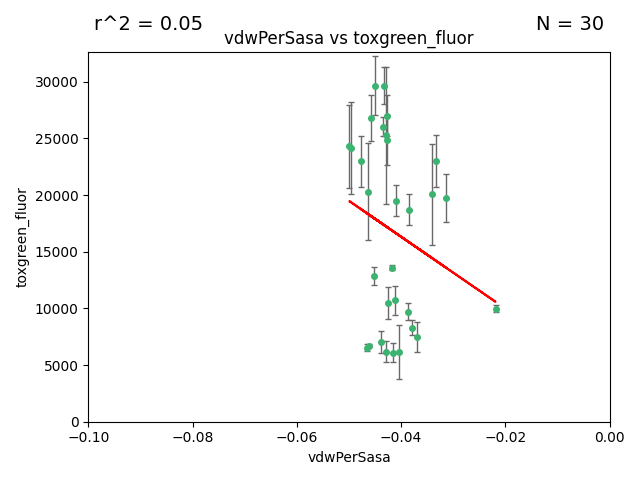 r^2 = 0.05
N = 30
vdwPerSasa vs toxgreen_fluor
toxgreen_fluor
30000
25000
20000
15000
10000
5000
0
−0.10
−0.08
−0.06
−0.04
−0.02
0.00
vdwPerSasa